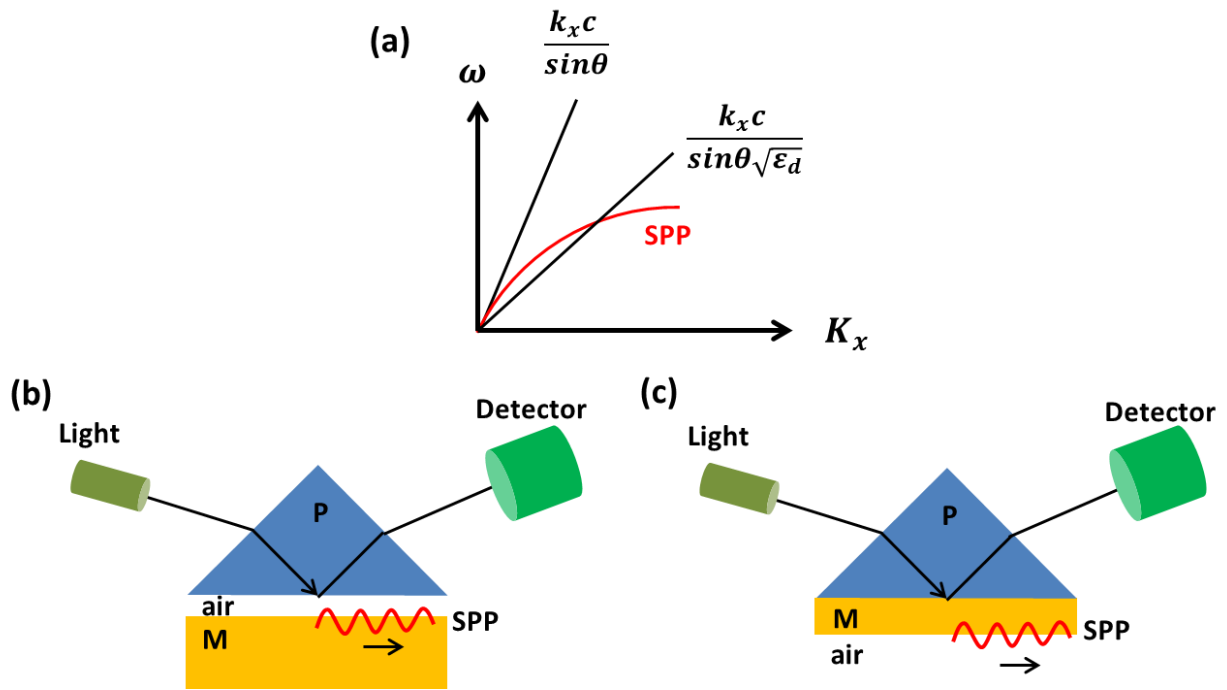 (a)
ω
k_x c / sinθ
k_x c / sinθ√ε_d
SPP
K_x
(b)
Light
Detector
P
air
M
SPP
(c)
Light
Detector
P
M
air
SPP